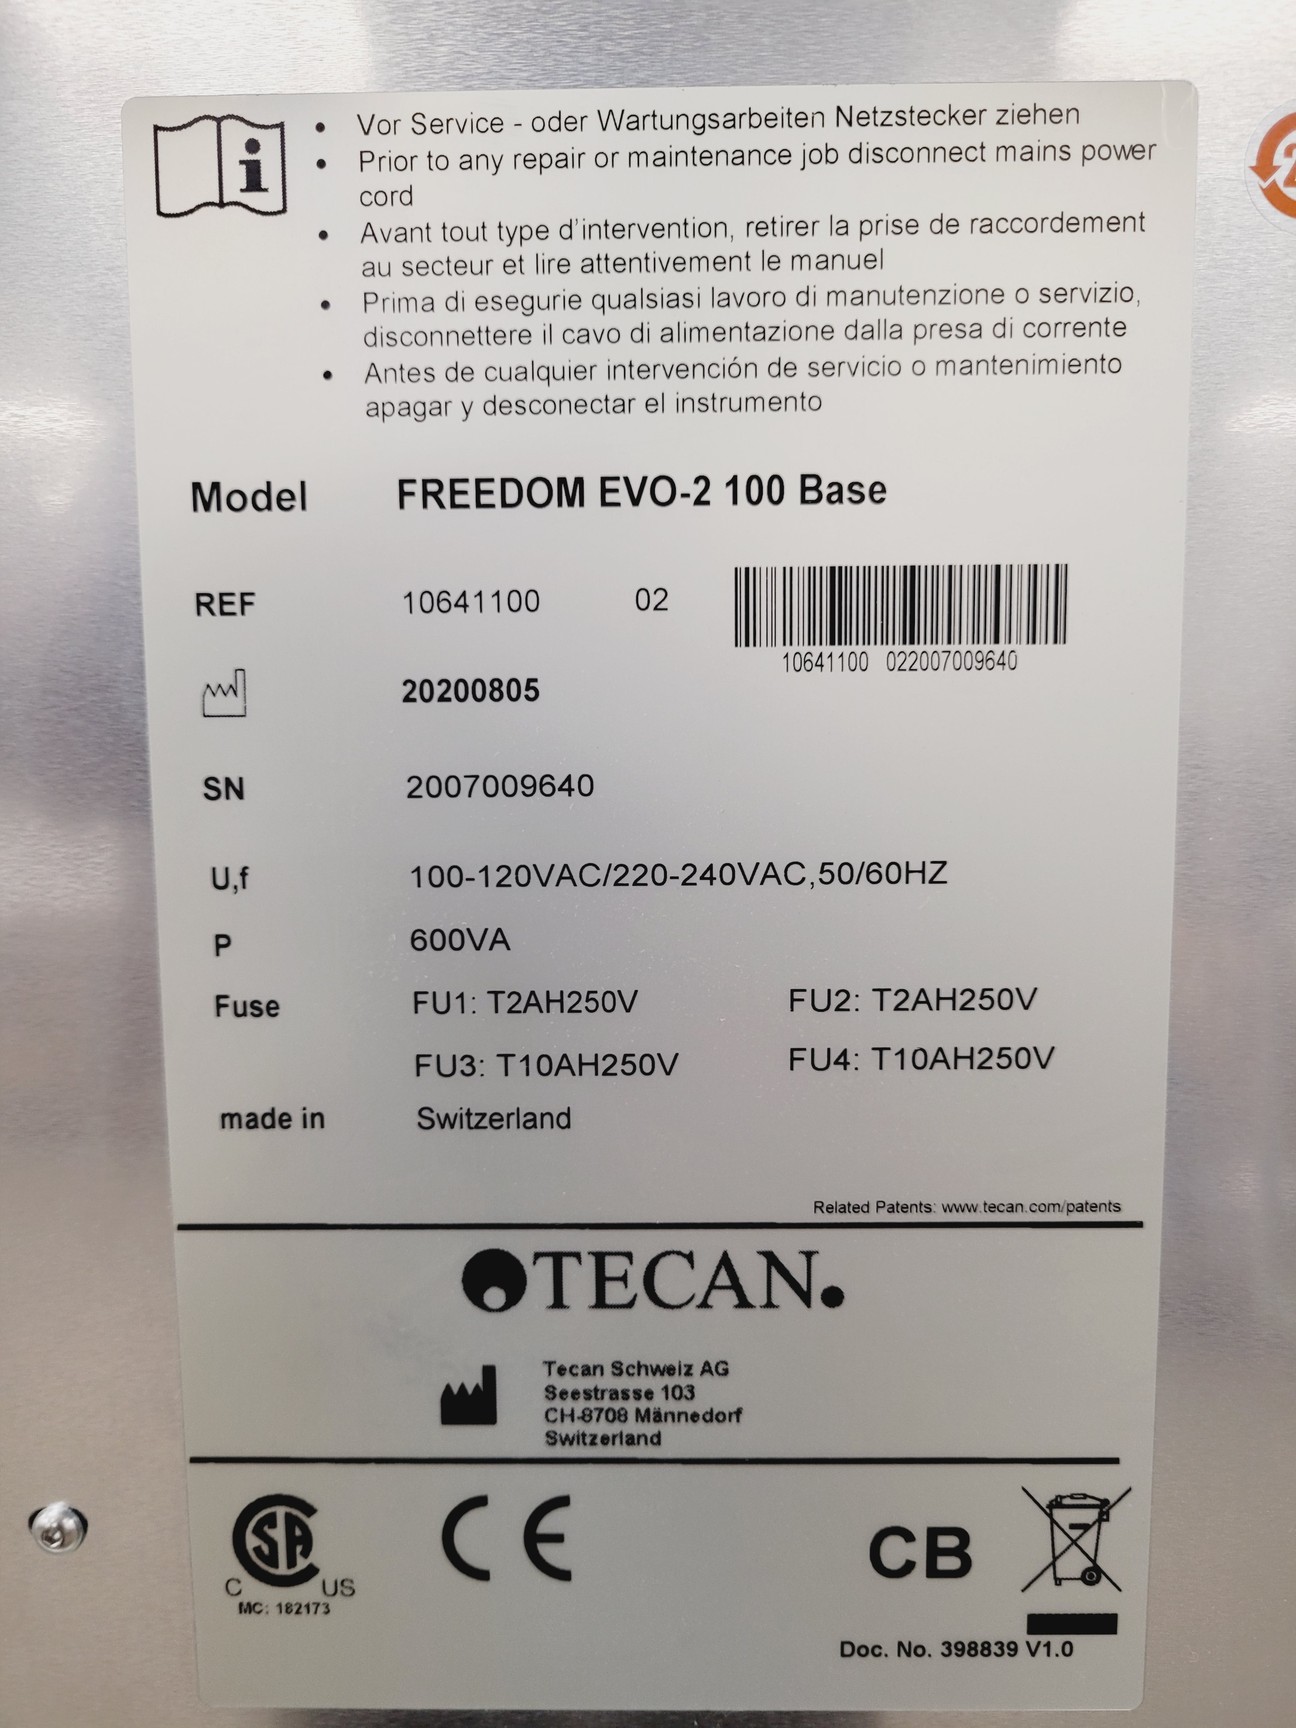 • Vor Service - oder Wartungsarbeiten Netzstecker ziehen
• Prior to any repair or maintenance job disconnect mains power
cord
• Avant tout type d'intervention, retirer la prise de raccordement
au secteur et lire attentivement le manuel
• Prima di esegurie qualsiasi lavoro di manutenzione o servizio,
disconnettere il cavo di alimentazione dalla presa di corrente
• Antes de cualquier intervención de servicio o mantenimiento
apagar y desconectar el instrumento
Model FREEDOM EVO-2 100 Base
REF 10641100 02
10641100 022007009640
20200805
SN 2007009640
U,f 100-120VAC/220-240VAC,50/60HZ
P 600VA
Fuse FU1: T2AH250V FU2: T2AH250V
FU3: T10AH250V FU4: T10AH250V
made in Switzerland
Related Patents: www.tecan.com/patents
TECAN.
Tecan Schweiz AG
Seestrasse 103
CH-8708 Männedorf
Switzerland
CSA CE CB
C US
MC: 182173
Doc. No. 398839 V1.0